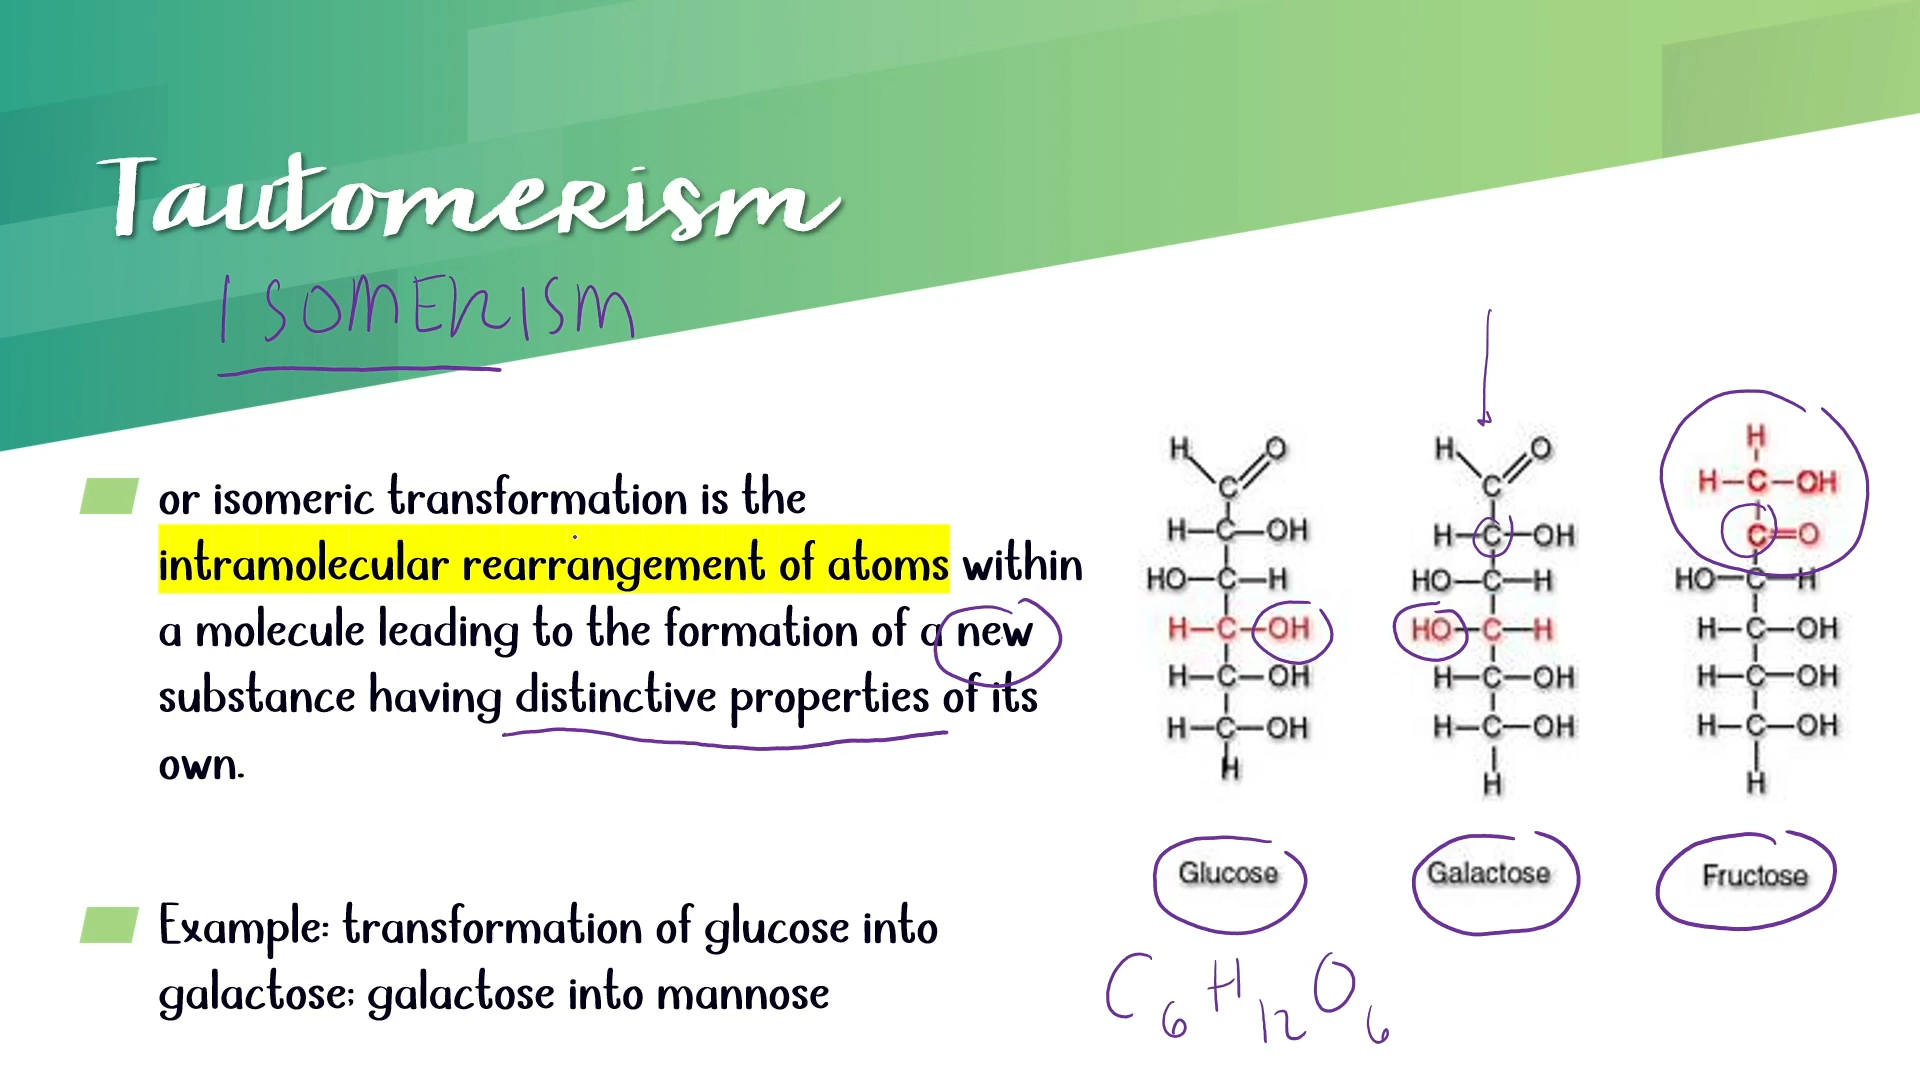 Tautomerism
ISOMERISM
or isomeric transformation is the
intramolecular rearrangement of atoms within
a molecule leading to the formation of a new
substance having distinctive properties of its
own.
Example: transformation of glucose into
galactose; galactose into mannose
H O
C
H-C-OH
HO-C-H
H-C-OH
H-C-OH
H-C-OH
H
Glucose
H O
C
H-C-OH
HO-C-H
HO-C-H
H-C-OH
H-C-OH
H
Galactose
H
H-C-OH
C=O
HO-C-H
H-C-OH
H-C-OH
H-C-OH
H
Fructose
C6H12O6